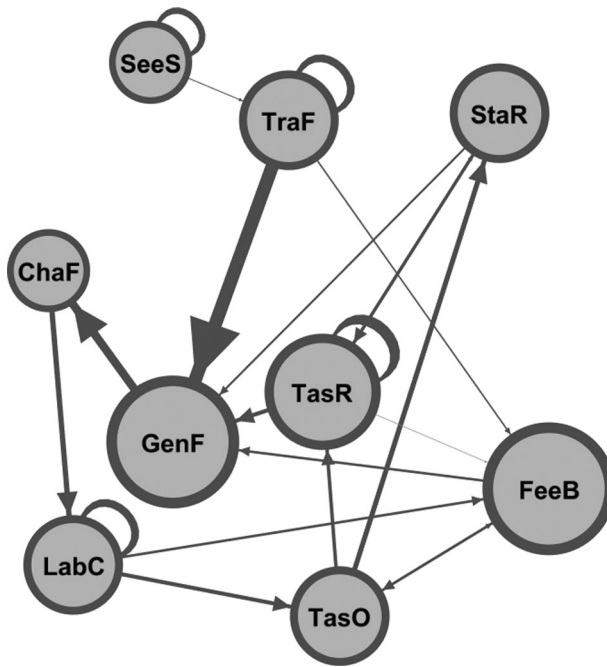 SeeS
TraF
StaR
ChaF
TasR
GenF
FeeB
LabC
TasO